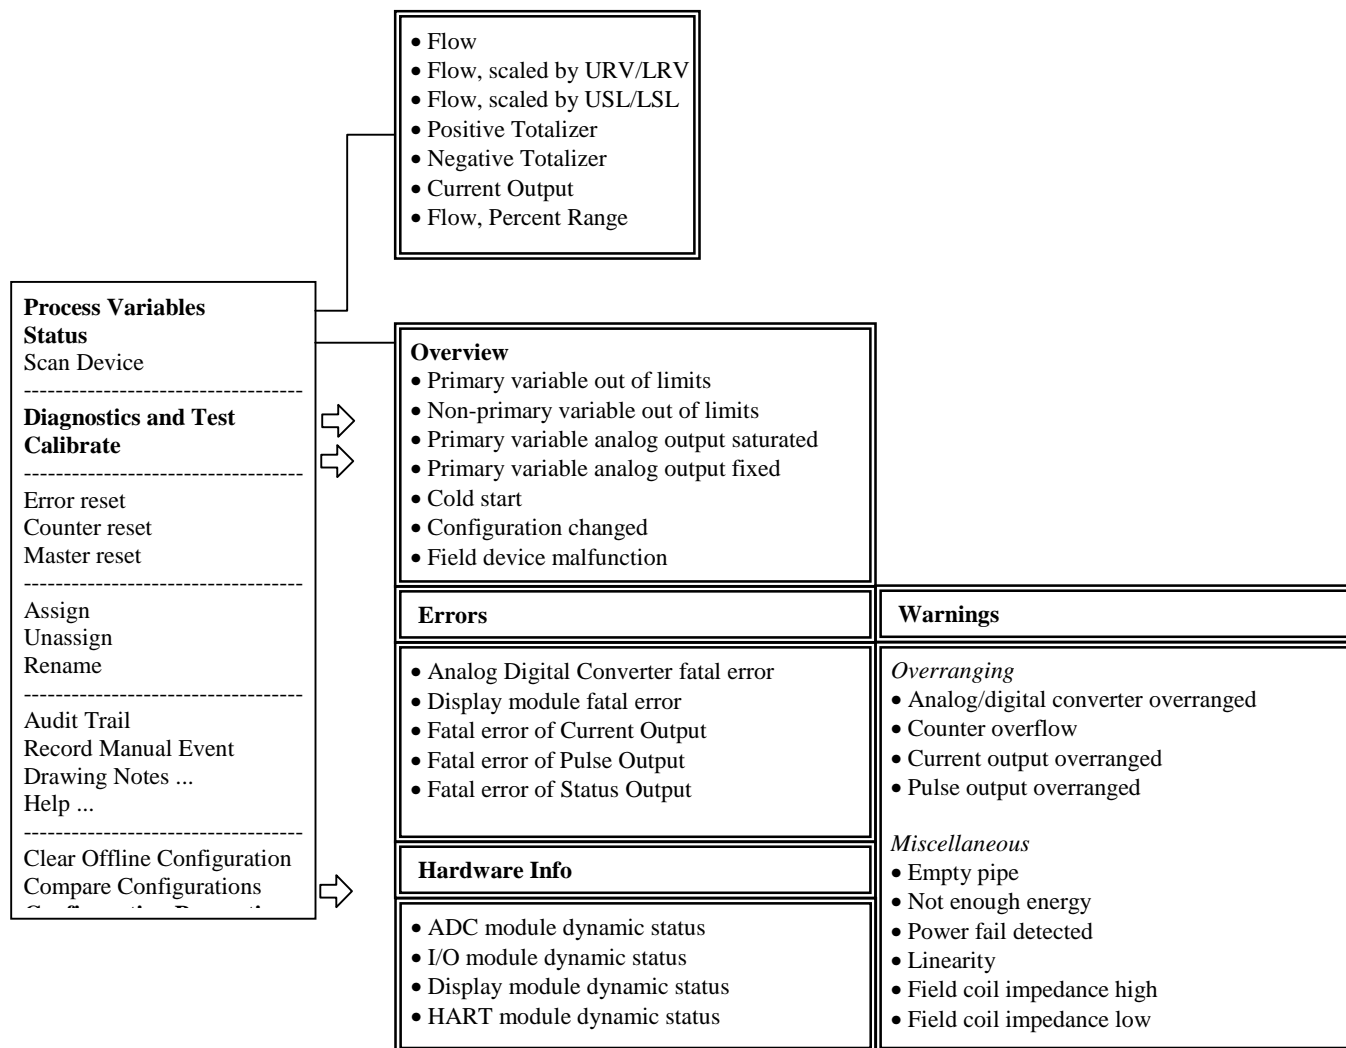 • Flow
• Flow, scaled by URV/LRV
• Flow, scaled by USL/LSL
• Positive Totalizer
• Negative Totalizer
• Current Output
• Flow, Percent Range
Process Variables
Status
Scan Device
-----------------------------------
Diagnostics and Test
Calibrate
-----------------------------------
Error reset
Counter reset
Master reset
-----------------------------------
Assign
Unassign
Rename
-----------------------------------
Audit Trail
Record Manual Event
Drawing Notes ...
Help ...
-----------------------------------
Clear Offline Configuration
Compare Configurations
Overview
• Primary variable out of limits
• Non-primary variable out of limits
• Primary variable analog output saturated
• Primary variable analog output fixed
• Cold start
• Configuration changed
• Field device malfunction
Errors
• Analog Digital Converter fatal error
• Display module fatal error
• Fatal error of Current Output
• Fatal error of Pulse Output
• Fatal error of Status Output
Hardware Info
• ADC module dynamic status
• I/O module dynamic status
• Display module dynamic status
• HART module dynamic status
Warnings
Overranging
• Analog/digital converter overranged
• Counter overflow
• Current output overranged
• Pulse output overranged
Miscellaneous
• Empty pipe
• Not enough energy
• Power fail detected
• Linearity
• Field coil impedance high
• Field coil impedance low